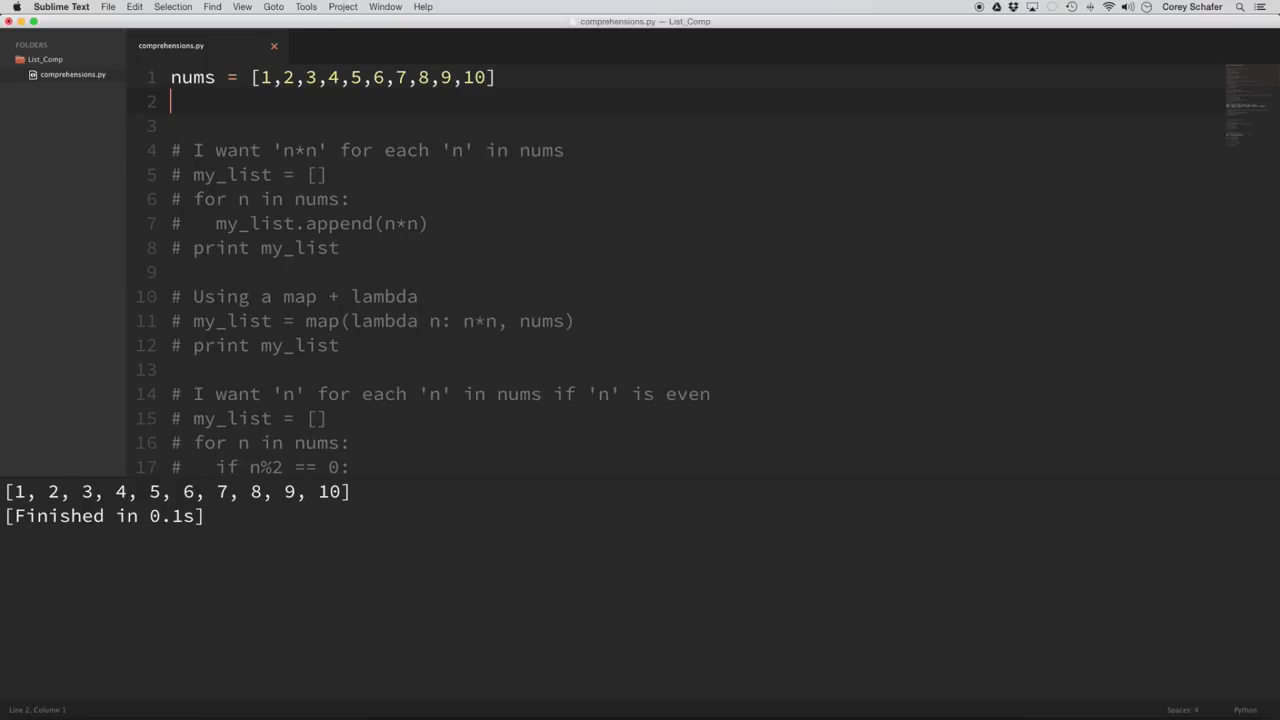 Sublime Text File Edit Selection Find View Goto Tools Project Window Help Corey Schafer
comprehensions.py — List_Comp
FOLDERS
List_Comp
comprehensions.py
comprehensions.py
1 nums = [1,2,3,4,5,6,7,8,9,10]
2
3
4 # I want 'n*n' for each 'n' in nums
5 # my_list = []
6 # for n in nums:
7 #   my_list.append(n*n)
8 # print my_list
9
10 # Using a map + lambda
11 # my_list = map(lambda n: n*n, nums)
12 # print my_list
13
14 # I want 'n' for each 'n' in nums if 'n' is even
15 # my_list = []
16 # for n in nums:
17 #   if n%2 == 0:
[1, 2, 3, 4, 5, 6, 7, 8, 9, 10]
[Finished in 0.1s]
Line 2, Column 1 Spaces: 4 Python